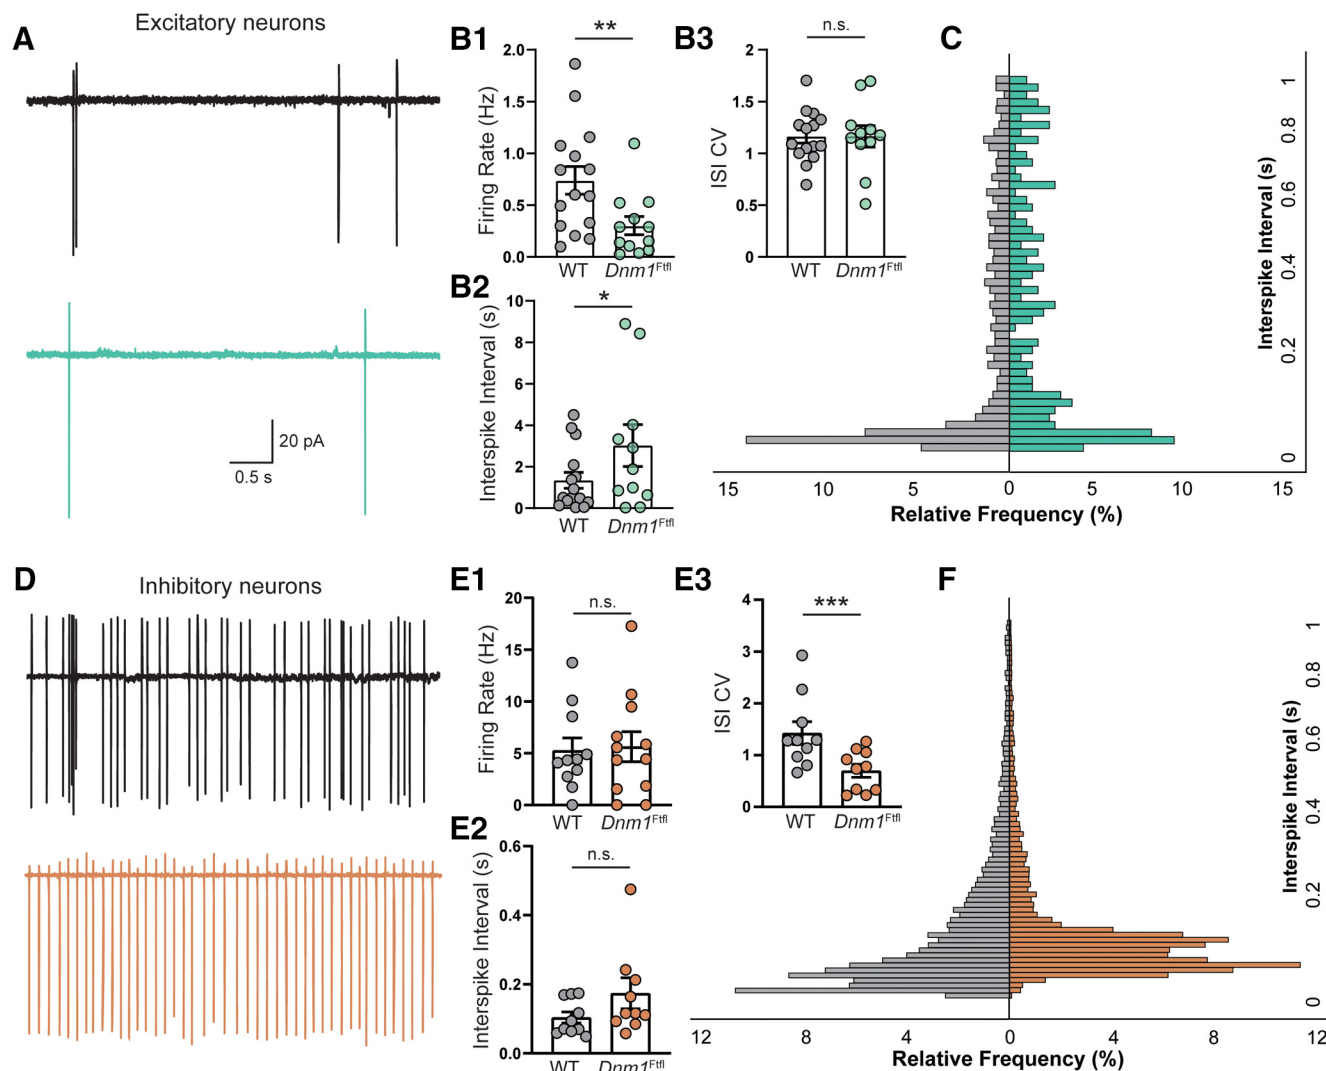 A
Excitatory neurons
20 pA
0.5 s
B1
**
Firing Rate (Hz)
2.0
1.5
1.0
0.5
0.0
WT
Dnm1Ftfl
B2
*
Interspike Interval (s)
10
8
6
4
2
0
WT
Dnm1Ftfl
B3
n.s.
ISI CV
2
1.5
1
0.5
0
WT
Dnm1Ftfl
C
1
0.8
0.6
0.4
0.2
0
Interspike Interval (s)
15
10
5
0
5
10
15
Relative Frequency (%)
D
Inhibitory neurons
E1
n.s.
Firing Rate (Hz)
20
15
10
5
0
WT
Dnm1Ftfl
E2
n.s.
Interspike Interval (s)
0.6
0.4
0.2
0.0
WT
Dnm1Ftfl
E3
***
ISI CV
4
3
2
1
0
WT
Dnm1Ftfl
F
1
0.8
0.6
0.4
0.2
0
Interspike Interval (s)
12
8
4
0
4
8
12
Relative Frequency (%)